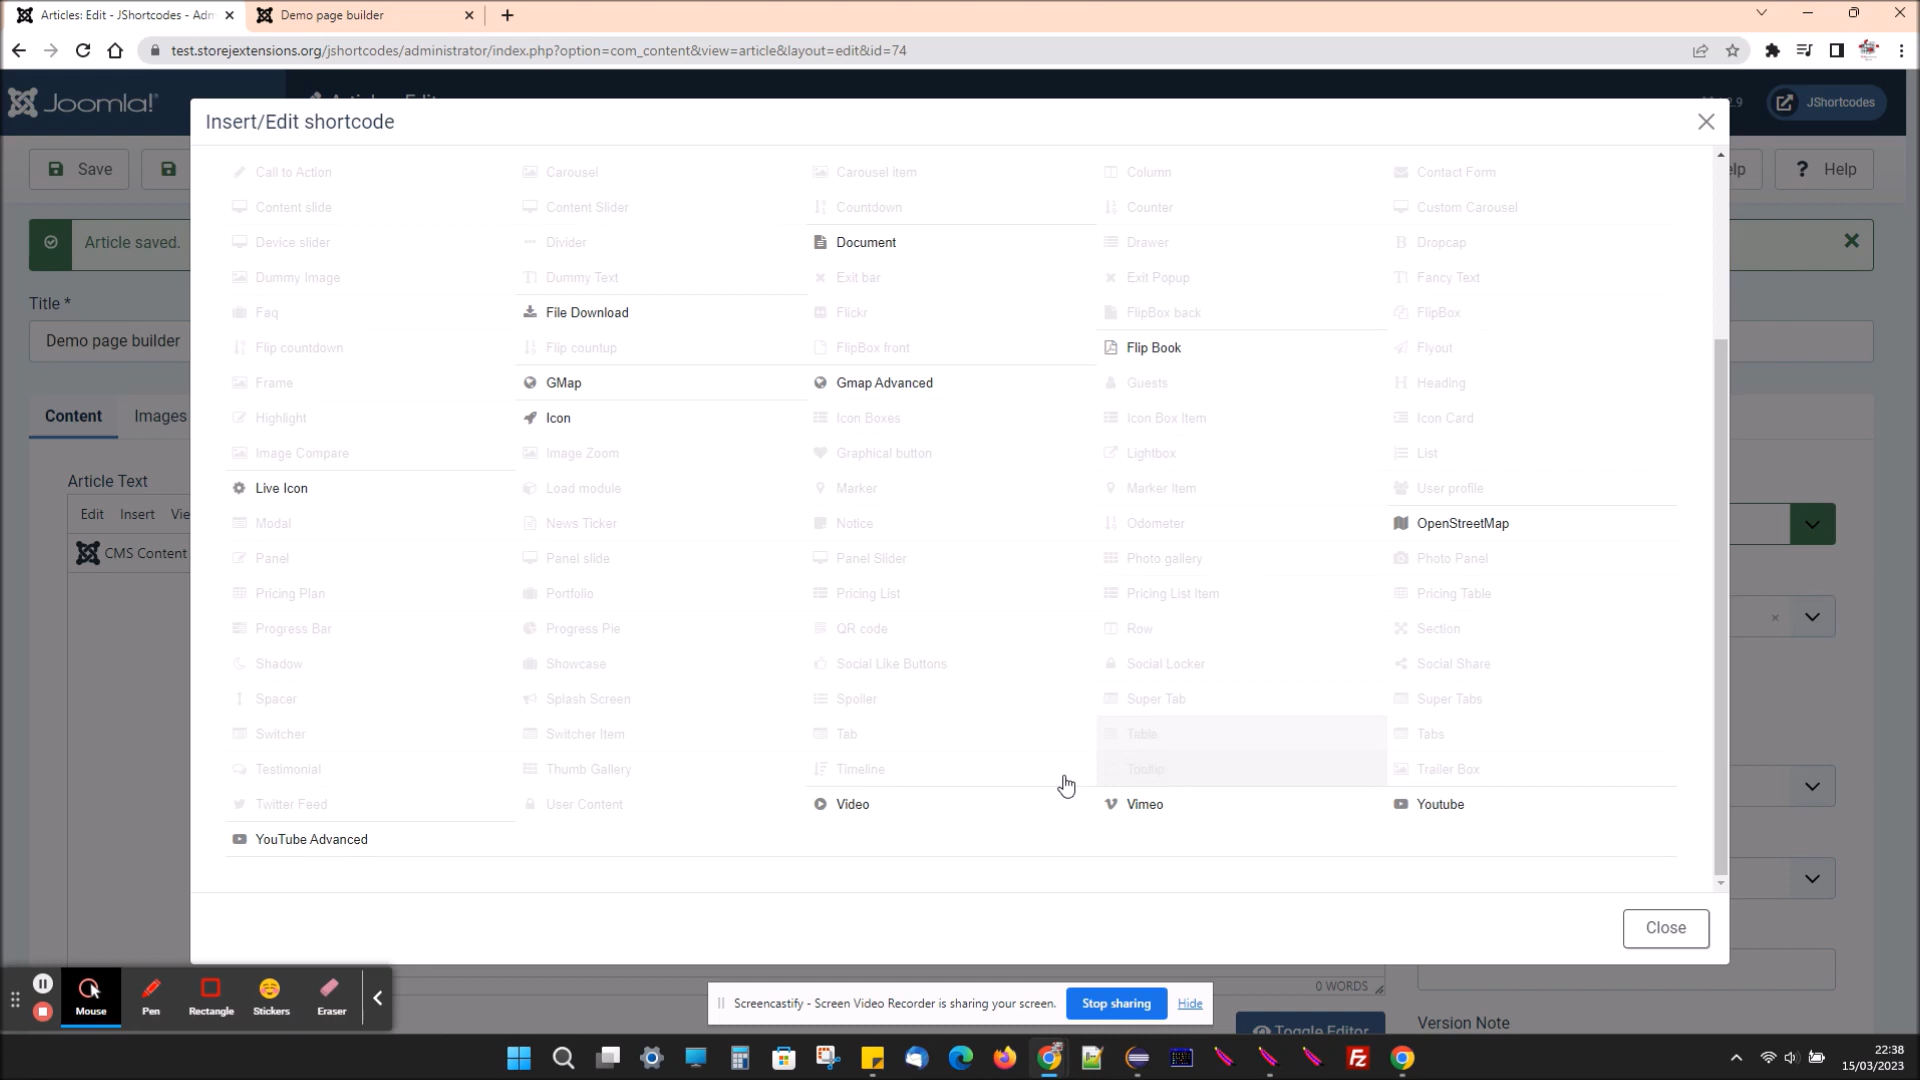 Articles: Edit - JShortcodes - Adm
Demo page builder
test.storejextensions.org/jshortcodes/administrator/index.php?option=com_content&view=article&layout=edit&id=74
Joomla!
2.9
JShortcodes
Insert/Edit shortcode
Save
Help
Article saved.
Title *
Demo page builder
Content
Images
Article Text
Edit Insert
CMS Content
Call to Action
Carousel
Carousel item
Column
Contact Form
Content slide
Content Slider
Countdown
Counter
Custom Carousel
Device slider
Divider
Document
Drawer
Dropcap
Dummy Image
Dummy Text
Exit bar
Exit Popup
Fancy Text
Faq
File Download
Flickr
FlipBox back
FlipBox
Flip countdown
Flip countup
FlipBox front
Flip Book
Flyout
Frame
GMap
Gmap Advanced
Guests
Heading
Highlight
Icon
Icon Boxes
Icon Box Item
Icon Card
Image Compare
Image Zoom
Graphical button
Lightbox
List
Live Icon
Load module
Marker
Marker Item
User profile
Modal
News Ticker
Notice
Odometer
OpenStreetMap
Panel
Panel slide
Panel Slider
Photo gallery
Photo Panel
Pricing Plan
Portfolio
Pricing List
Pricing List Item
Pricing Table
Progress Bar
Progress Pie
QR code
Row
Section
Shadow
Showcase
Social Like Buttons
Social Locker
Social Share
Spacer
Splash Screen
Spoiler
Super Tab
Super Tabs
Switcher
Switcher Item
Tab
Table
Tabs
Testimonial
Thumb Gallery
Timeline
Tooltip
Trailer Box
Twitter Feed
User Content
Video
Vimeo
Youtube
YouTube Advanced
Close
0 WORDS
Toggle Editor
Version Note
Mouse
Pen
Rectangle
Stickers
Eraser
Screencastify - Screen Video Recorder is sharing your screen.
Stop sharing
Hide
22:38
15/03/2023